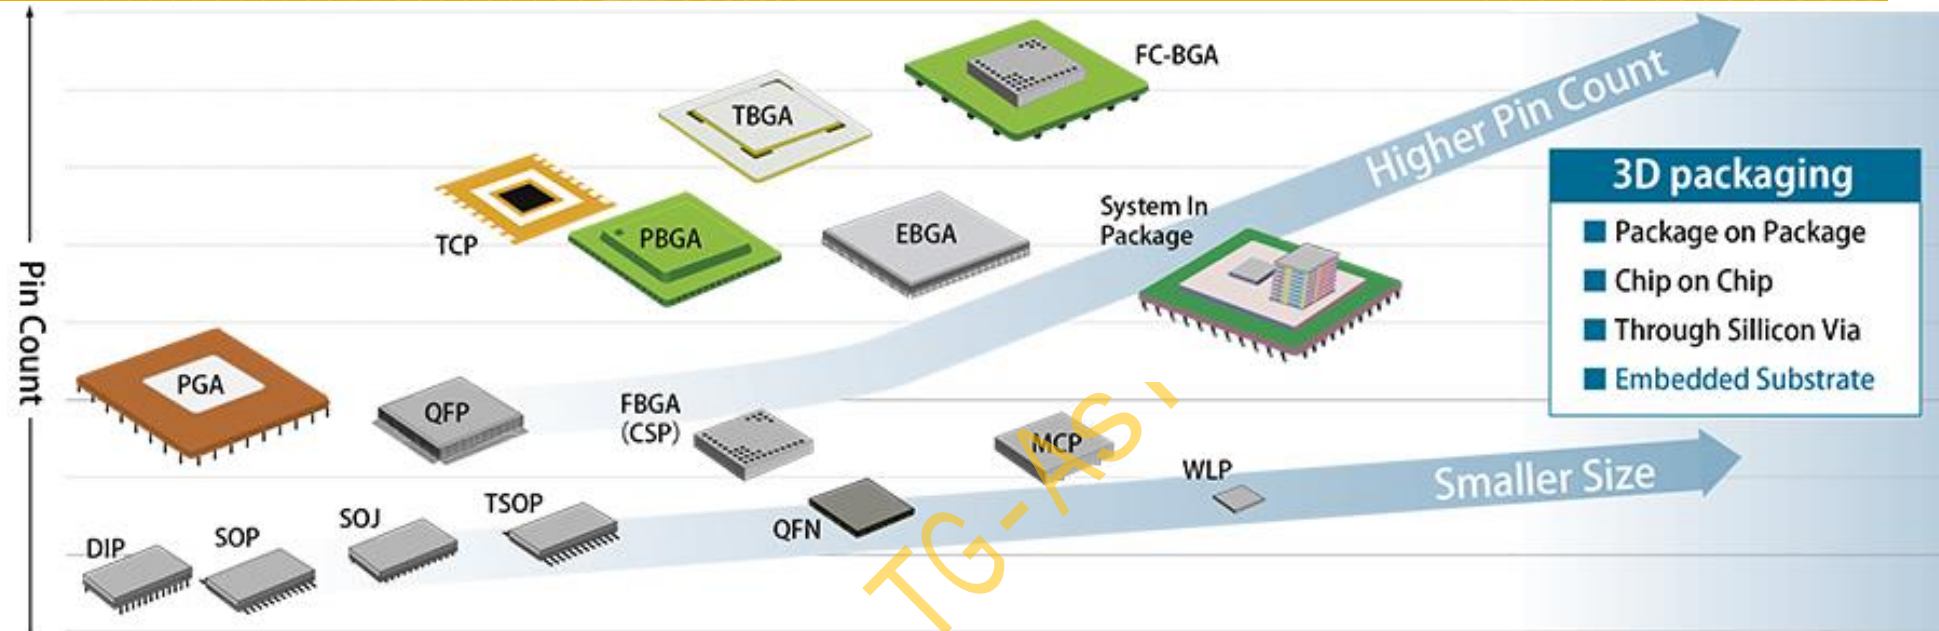 Pin Count
FC-BGA
TBGA
TCP
PBGA
EBGA
System In
Package
Higher Pin Count
PGA
QFP
FBGA
(CSP)
MCP
WLP
QFN
TSOP
SOJ
SOP
DIP
Smaller Size
3D packaging
Package on Package
Chip on Chip
Through Sillicon Via
Embedded Substrate